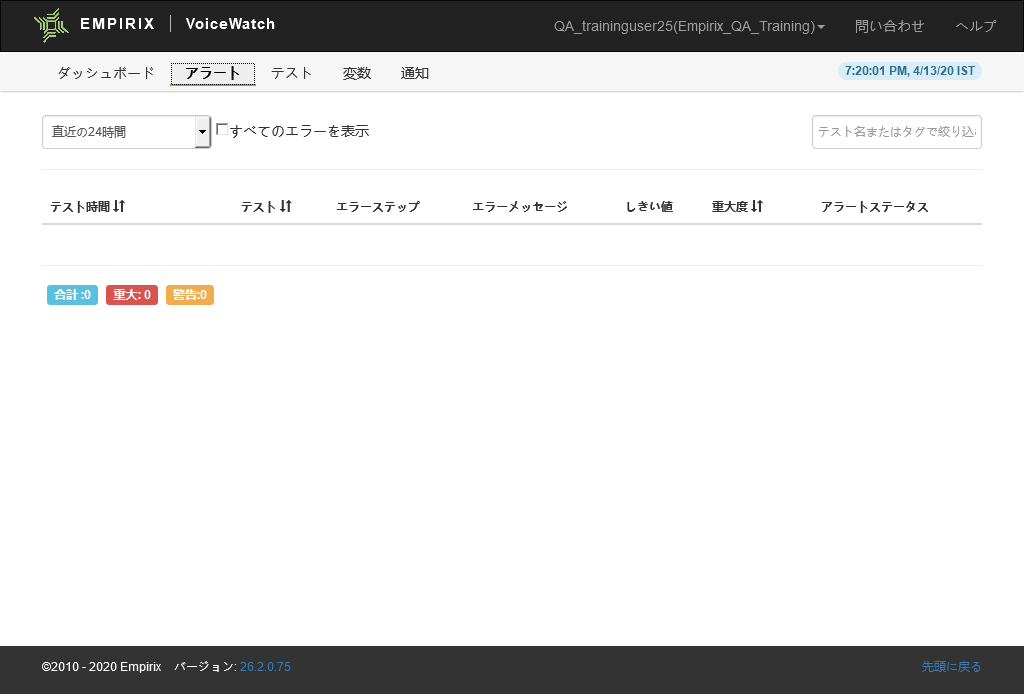 EMPIRIX | VoiceWatch QA_traininguser25(Empirix_QA_Training) 問い合わせ ヘルプ
ダッシュボード アラート テスト 変数 通知 7:20:01 PM, 4/13/20 IST
直近の24時間 すべてのエラーを表示 テスト名またはタグで絞り込
テスト時間 テスト エラーステップ エラーメッセージ しきい値 重大度 アラートステータス
合計 :0 重大: 0 警告:0
©2010 - 2020 Empirix バージョン: 26.2.0.75 先頭に戻る